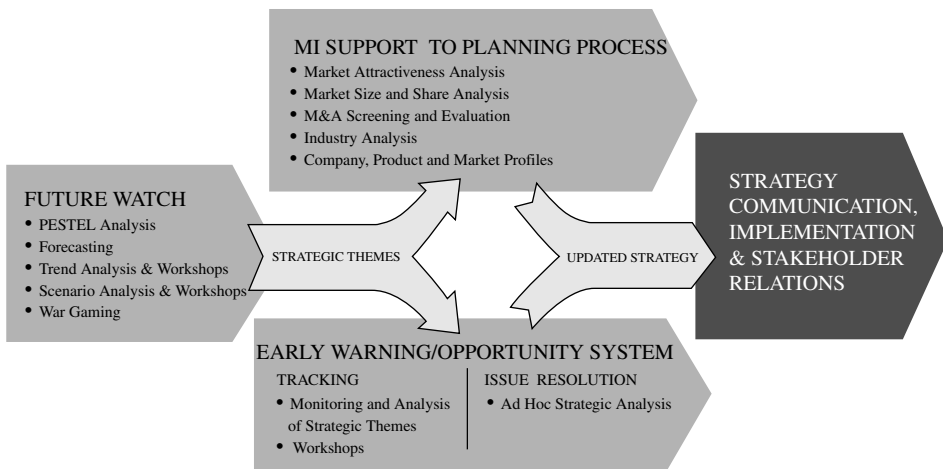 MI SUPPORT TO PLANNING PROCESS
• Market Attractiveness Analysis
• Market Size and Share Analysis
• M&A Screening and Evaluation
• Industry Analysis
• Company, Product and Market Profiles
FUTURE WATCH
• PESTEL Analysis
• Forecasting
• Trend Analysis & Workshops
• Scenario Analysis & Workshops
• War Gaming
STRATEGIC THEMES
UPDATED STRATEGY
STRATEGY
COMMUNICATION,
IMPLEMENTATION
& STAKEHOLDER
RELATIONS
EARLY WARNING/OPPORTUNITY SYSTEM
TRACKING
• Monitoring and Analysis
of Strategic Themes
• Workshops
ISSUE RESOLUTION
• Ad Hoc Strategic Analysis